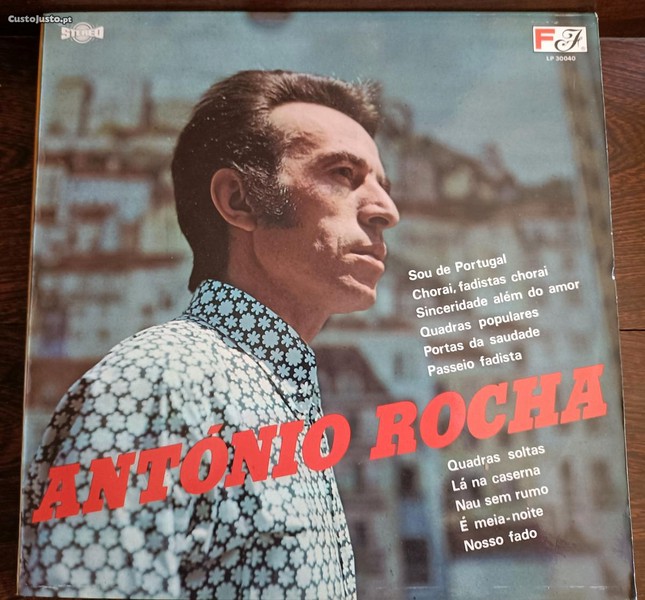 CustoJusto.pt
STEREO
FF
LP 30040
Sou de Portugal
Chorai, fadistas chorai
Sinceridade além do amor
Quadras populares
Portas da saudade
Passeio fadista
ANTÓNIO ROCHA
Quadras soltas
Lá na caserna
Nau sem rumo
É meia-noite
Nosso fado